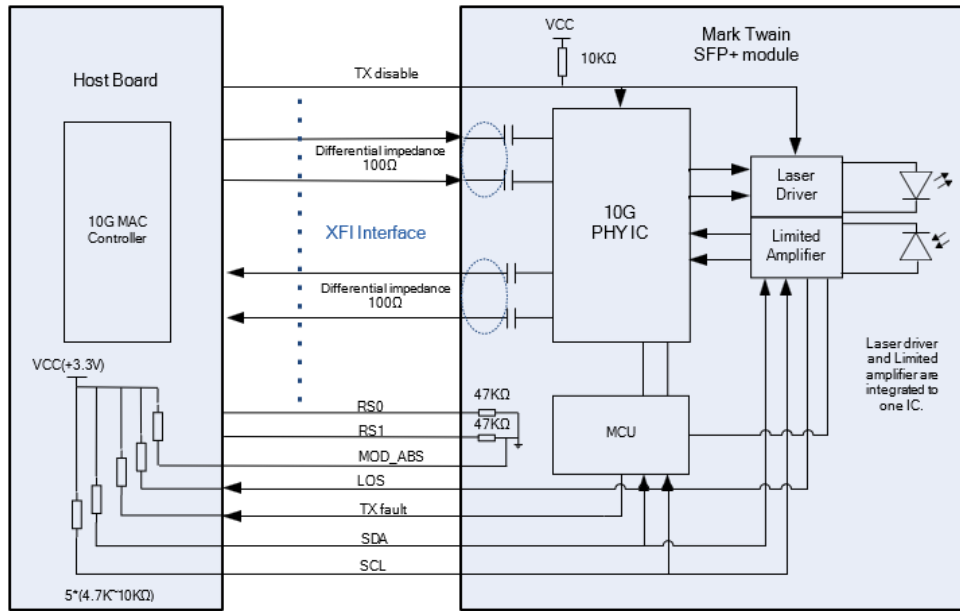 Host Board
10G MAC
Controller
VCC(+3.3V)
5*(4.7K~10KΩ)
TX disable
Differential impedance
100Ω
XFI Interface
Differential impedance
100Ω
RS0
RS1
MOD_ABS
LOS
TX fault
SDA
SCL
Mark Twain
SFP+ module
VCC
10KΩ
10G
PHY IC
Laser
Driver
Limited
Amplifier
47KΩ
47KΩ
MCU
Laser driver
and Limited
amplifier are
integrated to
one IC.